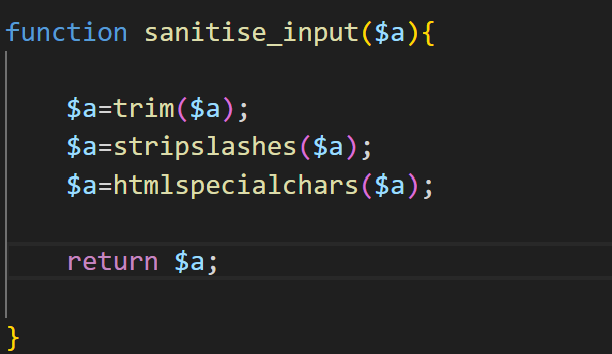 function sanitise_input($a){
$a=trim($a);
$a=stripslashes($a);
$a=htmlspecialchars($a);
return $a;
}